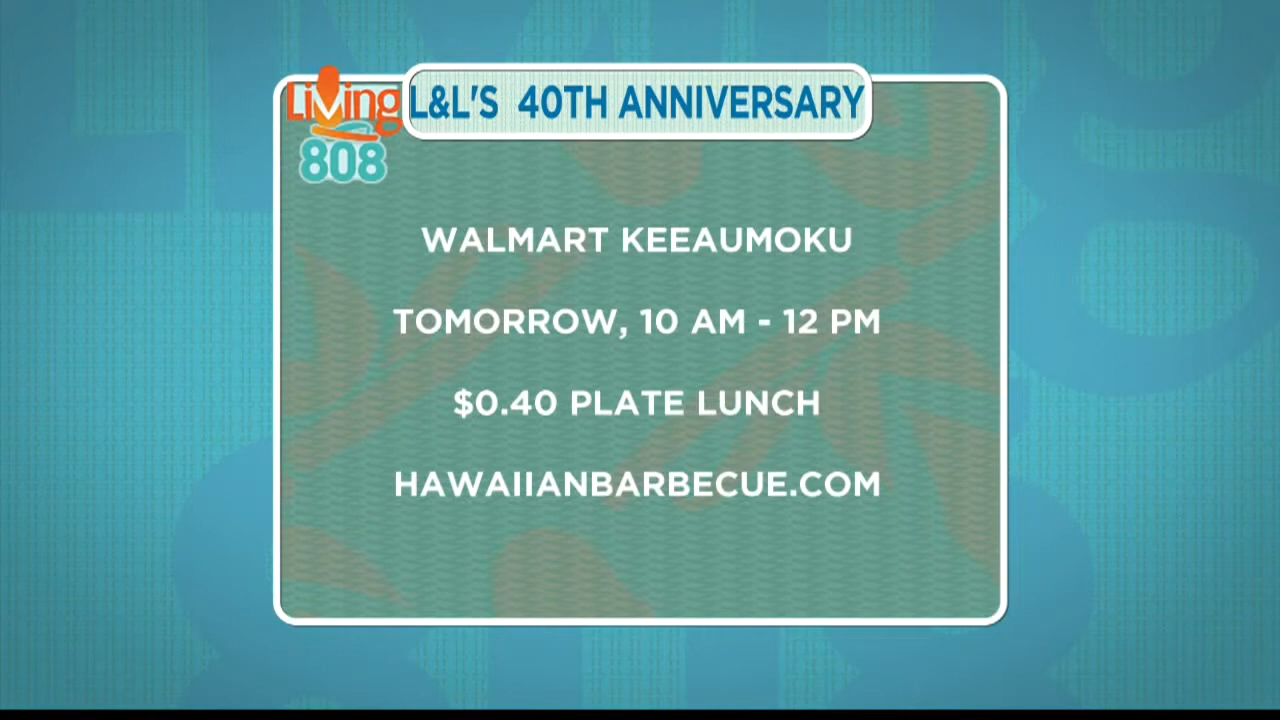 Living
808
L&L'S 40TH ANNIVERSARY
WALMART KEEAUMOKU
TOMORROW, 10 AM - 12 PM
$0.40 PLATE LUNCH
HAWAIIANBARBECUE.COM